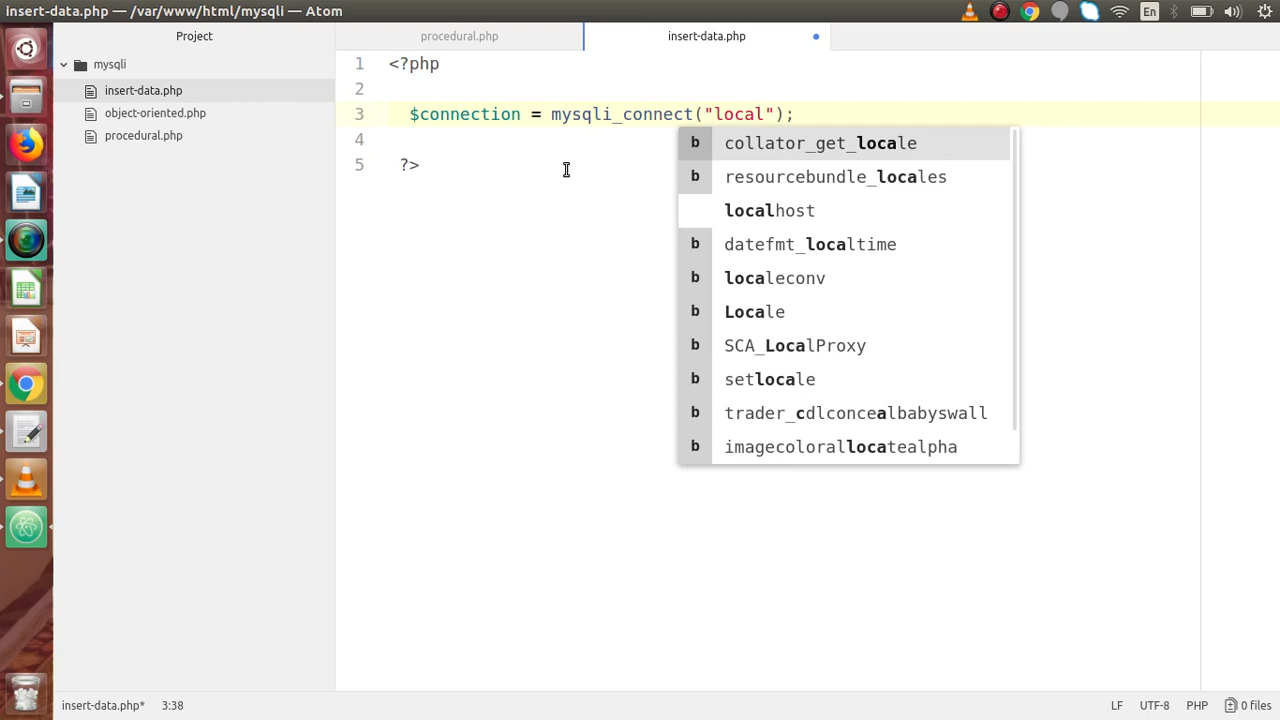 insert-data.php - /var/www/html/mysqli — Atom
En
Project
procedural.php
insert-data.php
mysqli
insert-data.php
object-oriented.php
procedural.php
1 <?php
2
3 $connection = mysqli_connect("local");
4
5 ?>
b collator_get_locale
b resourcebundle_locales
localhost
b datefmt_localtime
b localeconv
b Locale
b SCA_LocalProxy
b setlocale
b trader_cdlconcealbabyswall
b imagecolorallocatealpha
insert-data.php* 3:38
LF UTF-8 PHP 0 files